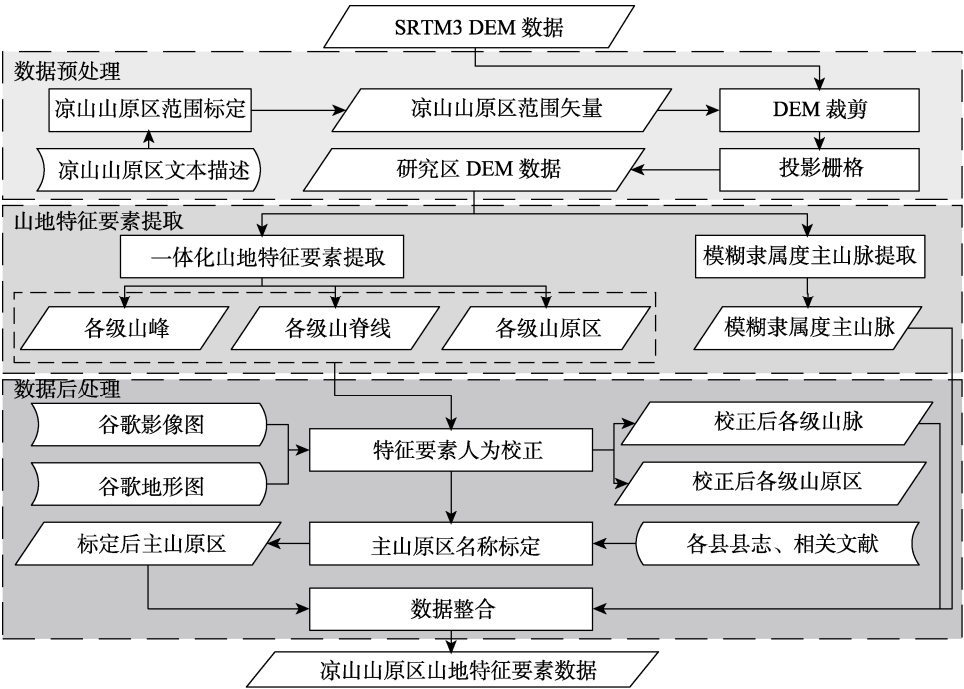 SRTM3 DEM 数据
数据预处理
凉山山原区范围标定
凉山山原区范围矢量
DEM 裁剪
凉山山原区文本描述
研究区 DEM 数据
投影栅格
山地特征要素提取
一体化山地特征要素提取
模糊隶属度主山脉提取
各级山峰
各级山脊线
各级山原区
模糊隶属度主山脉
数据后处理
谷歌影像图
校正后各级山脉
特征要素人为校正
谷歌地形图
校正后各级山原区
标定后主山原区
主山原区名称标定
各县县志、相关文献
数据整合
凉山山原区山地特征要素数据